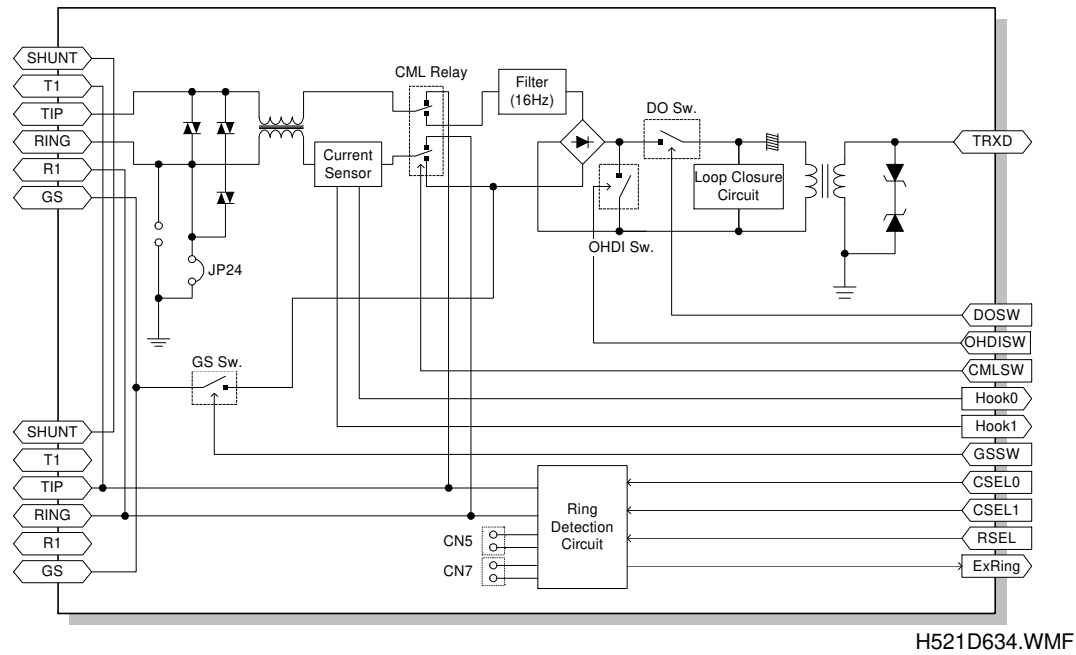 SHUNT
T1
TIP
RING
R1
GS
CML Relay
Filter
(16Hz)
DO Sw.
Current
Sensor
Loop Closure
Circuit
OHDI Sw.
TRXD
JP24
GS Sw.
DOSW
OHDISW
CMLSW
Hook0
Hook1
GSSW
CSEL0
CSEL1
RSEL
ExRing
SHUNT
T1
TIP
RING
R1
GS
Ring
Detection
Circuit
CN5
CN7
H521D634.WMF